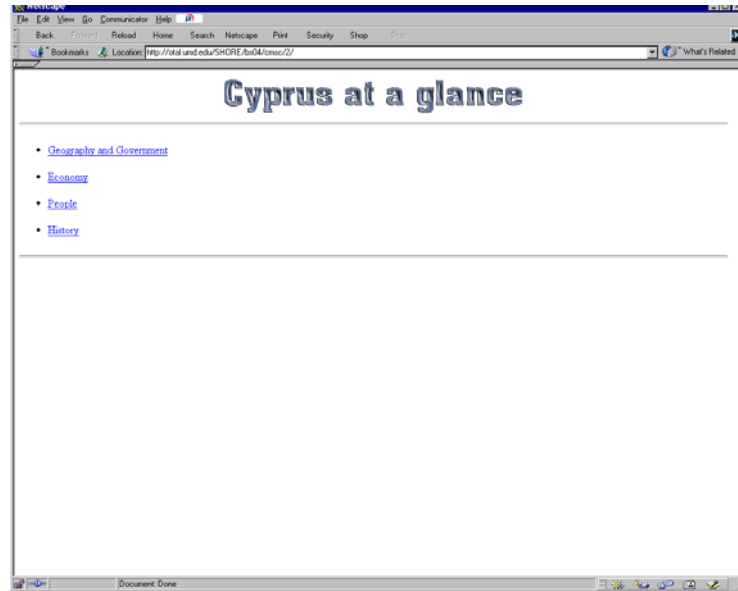 Netscape
File Edit View Go Communicator Help
Back Forward Reload Home Search Netscape Print Security Shop Stop
Bookmarks Location: http://otal.umd.edu/SHORE/bs04/cmsc/2/ What's Related
Cyprus at a glance
• Geography and Government
• Economy
• People
• History
Document: Done